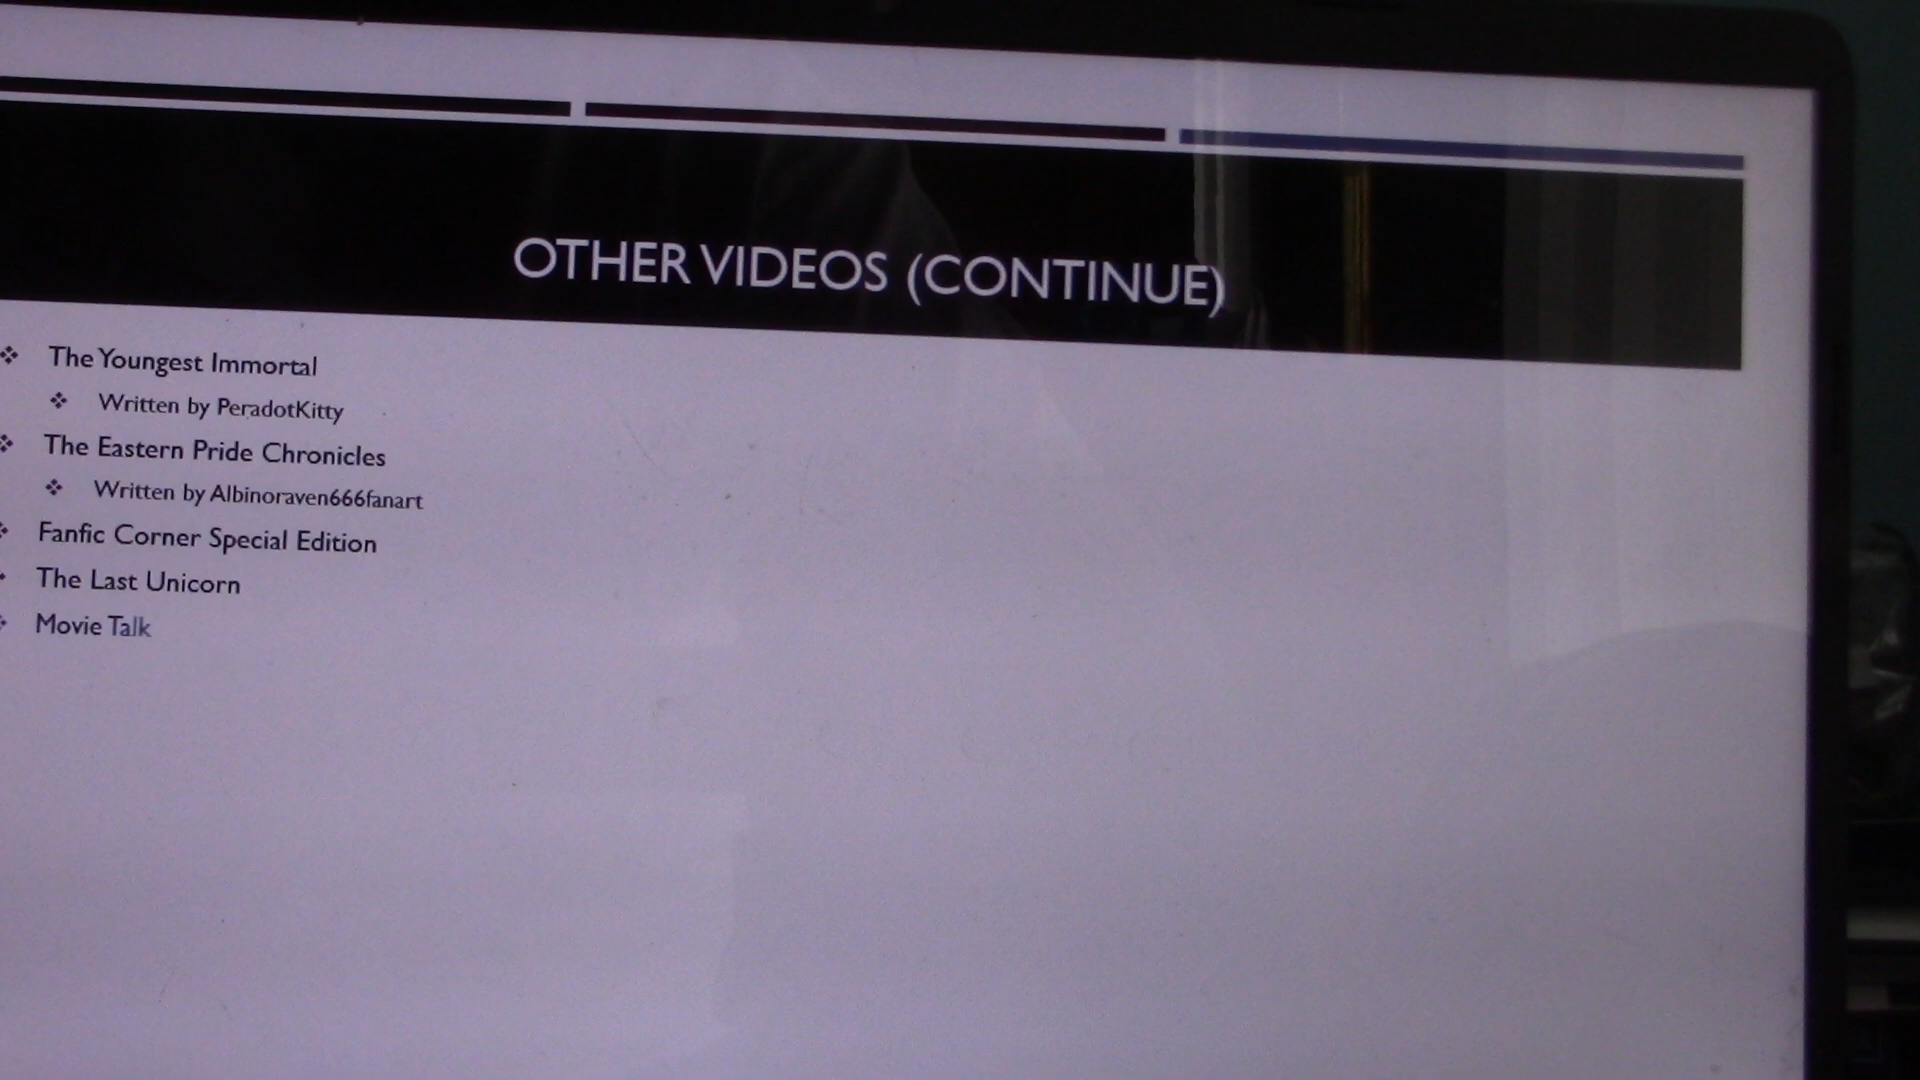 OTHER VIDEOS (CONTINUE)
The Youngest Immortal
Written by PeradotKitty
The Eastern Pride Chronicles
Written by Albinoraven666fanart
Fanfic Corner Special Edition
The Last Unicorn
Movie Talk